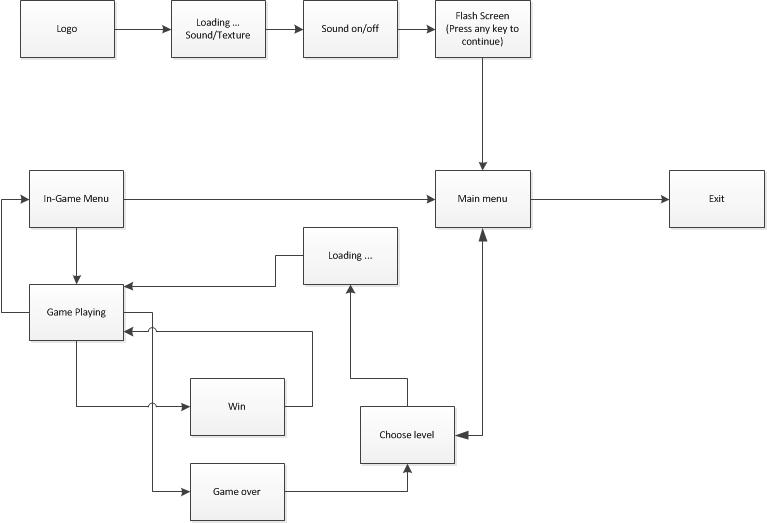 Logo
Loading ...
Sound/Texture
Sound on/off
Flash Screen
(Press any key to
continue)
In-Game Menu
Main menu
Exit
Loading ...
Game Playing
Win
Choose level
Game over